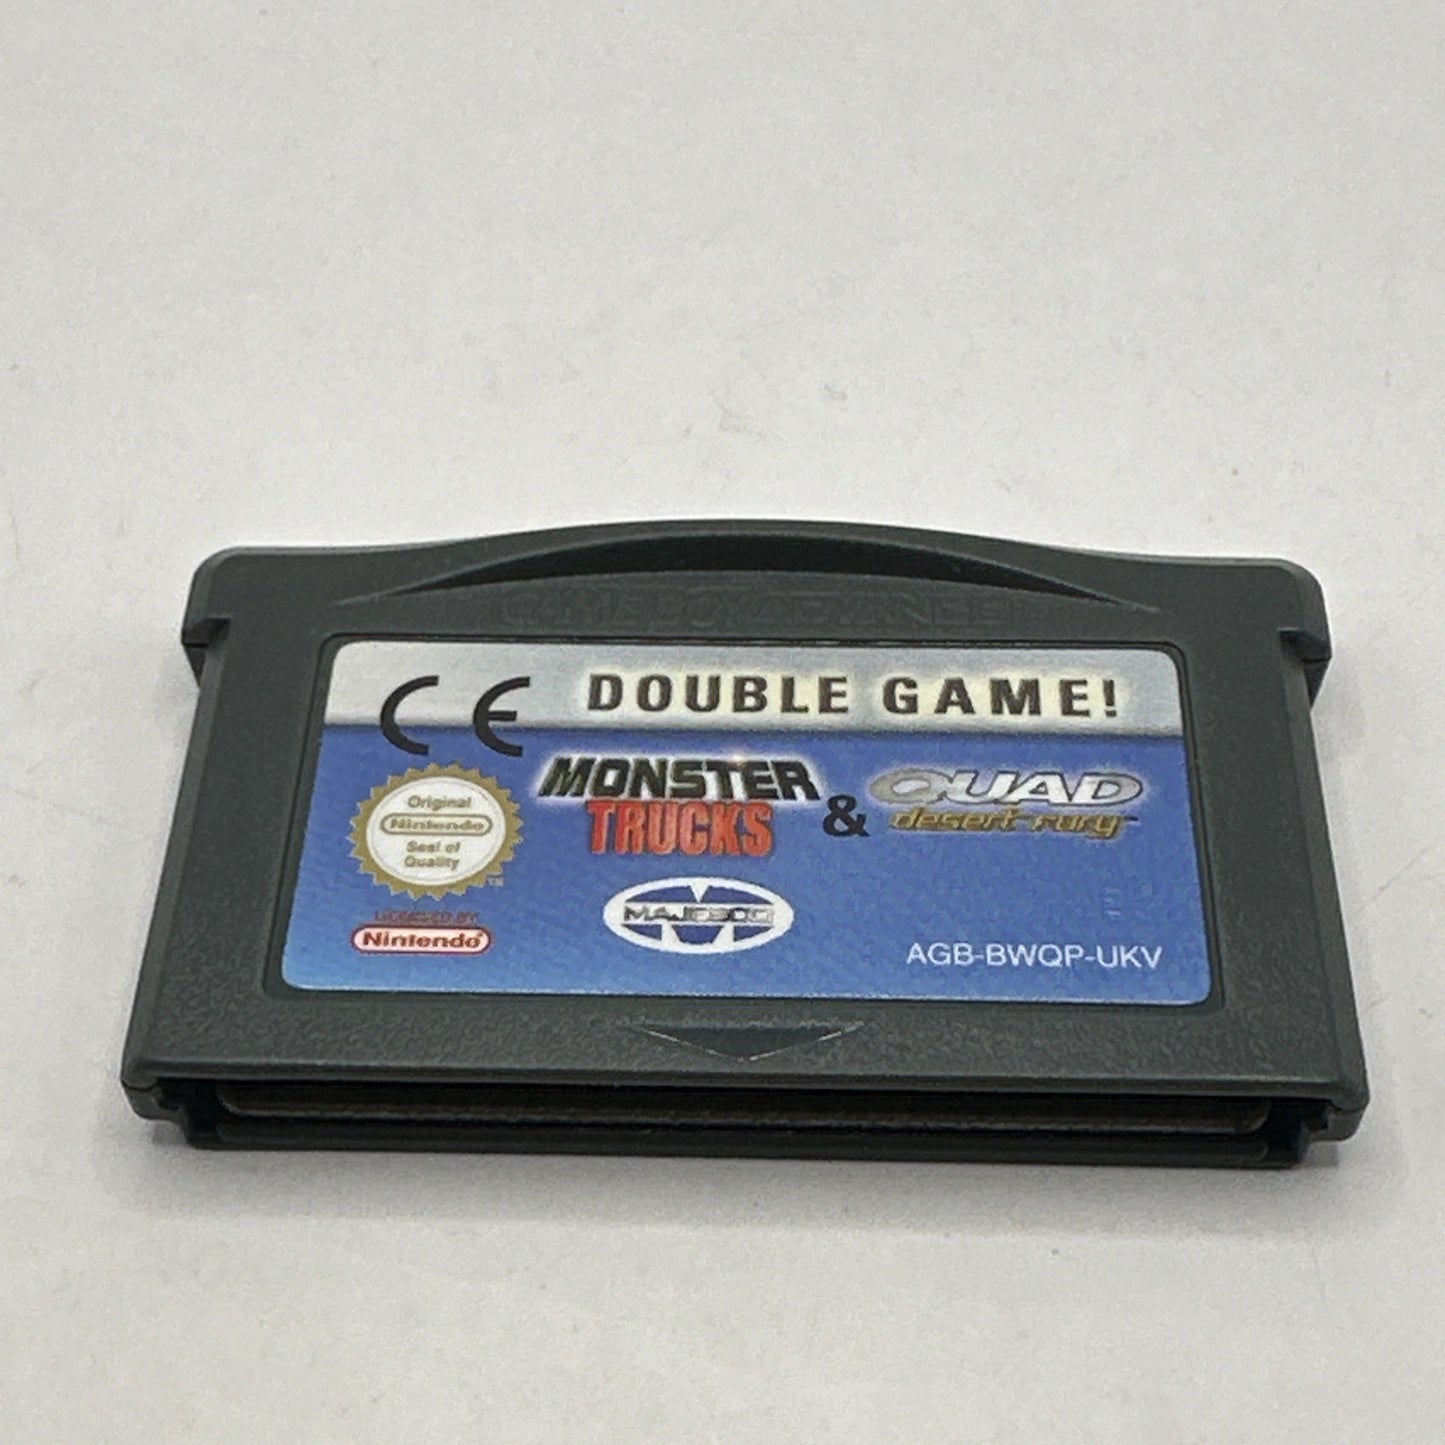 GAME BOY ADVANCE
CE DOUBLE GAME!
MONSTER TRUCKS & QUAD desert fury
Original
Nintendo
Seal of
Quality
TM
LICENSED BY
Nintendo
MAJESCO
AGB-BWQP-UKV